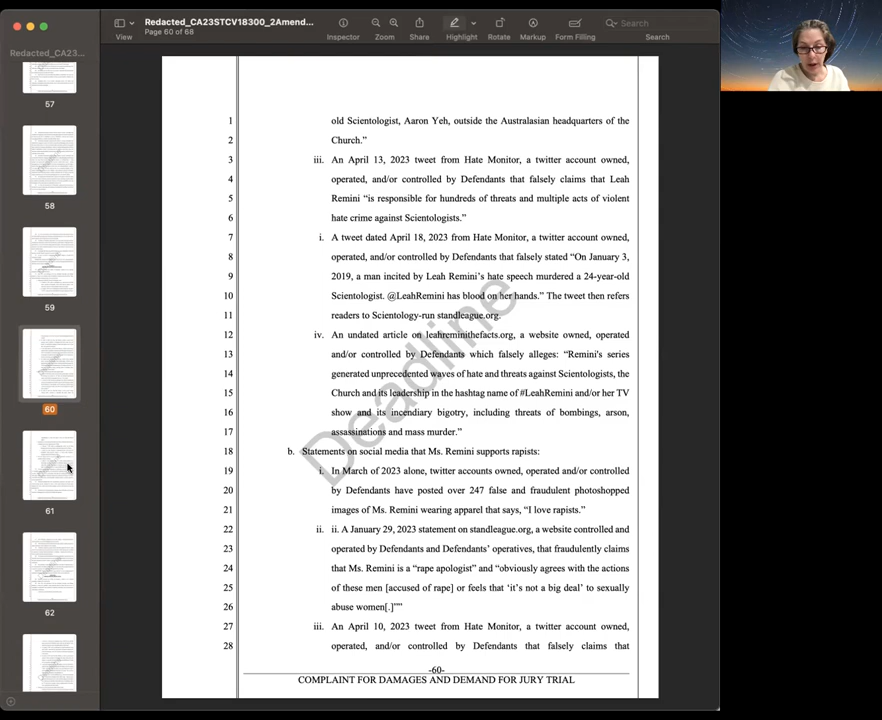 Redacted_CA23STCV18300_2Amend...
Page 60 of 68
View
Inspector
Zoom
Share
Highlight
Rotate
Markup
Form Filling
Search
Search
Redacted_CA23...
57
58
59
60
61
62
1 old Scientologist, Aaron Yeh, outside the Australasian headquarters of the
2 Church.”
3 iii. An April 13, 2023 tweet from Hate Monitor, a twitter account owned,
4 operated, and/or controlled by Defendants that falsely claims that Leah
5 Remini “is responsible for hundreds of threats and multiple acts of violent
6 hate crime against Scientologists.”
7 i. A tweet dated April 18, 2023 from Hate Monitor, a twitter account owned,
8 operated, and/or controlled by Defendants that falsely stated “On January 3,
9 2019, a man incited by Leah Remini’s hate speech murdered a 24-year-old
10 Scientologist. @LeahRemini has blood on her hands.” The tweet then refers
11 readers to Scientology-run standleague.org.
12 iv. An undated article on leahreminithefacts.org, a website owned, operated
13 and/or controlled by Defendants which falsely alleges: “Remini's series
14 generated unprecedented waves of hate and threats against Scientologists, the
15 Church and its leadership in the hashtag name of #LeahRemini and/or her TV
16 show and its incendiary bigotry, including threats of bombings, arson,
17 assassinations and mass murder.”
18 b. Statements on social media that Ms. Remini supports rapists:
19 i. In March of 2023 alone, twitter accounts owned, operated and/or controlled
20 by Defendants have posted over 247 false and fraudulent photoshopped
21 images of Ms. Remini wearing apparel that says, “I love rapists.”
22 ii. ii. A January 29, 2023 statement on standleague.org, a website controlled and
23 operated by Defendants and Defendants’ operatives, that fraudulently claims
24 that Ms. Remini is a “rape apologist” and “obviously agrees with the actions
25 of these men [accused of rape] or feels that ‘it’s not a big deal’ to sexually
26 abuse women[.]””
27 iii. An April 10, 2023 tweet from Hate Monitor, a twitter account owned,
28 operated, and/or controlled by Defendants that falsely claims that
Deadline
-60-
COMPLAINT FOR DAMAGES AND DEMAND FOR JURY TRIAL